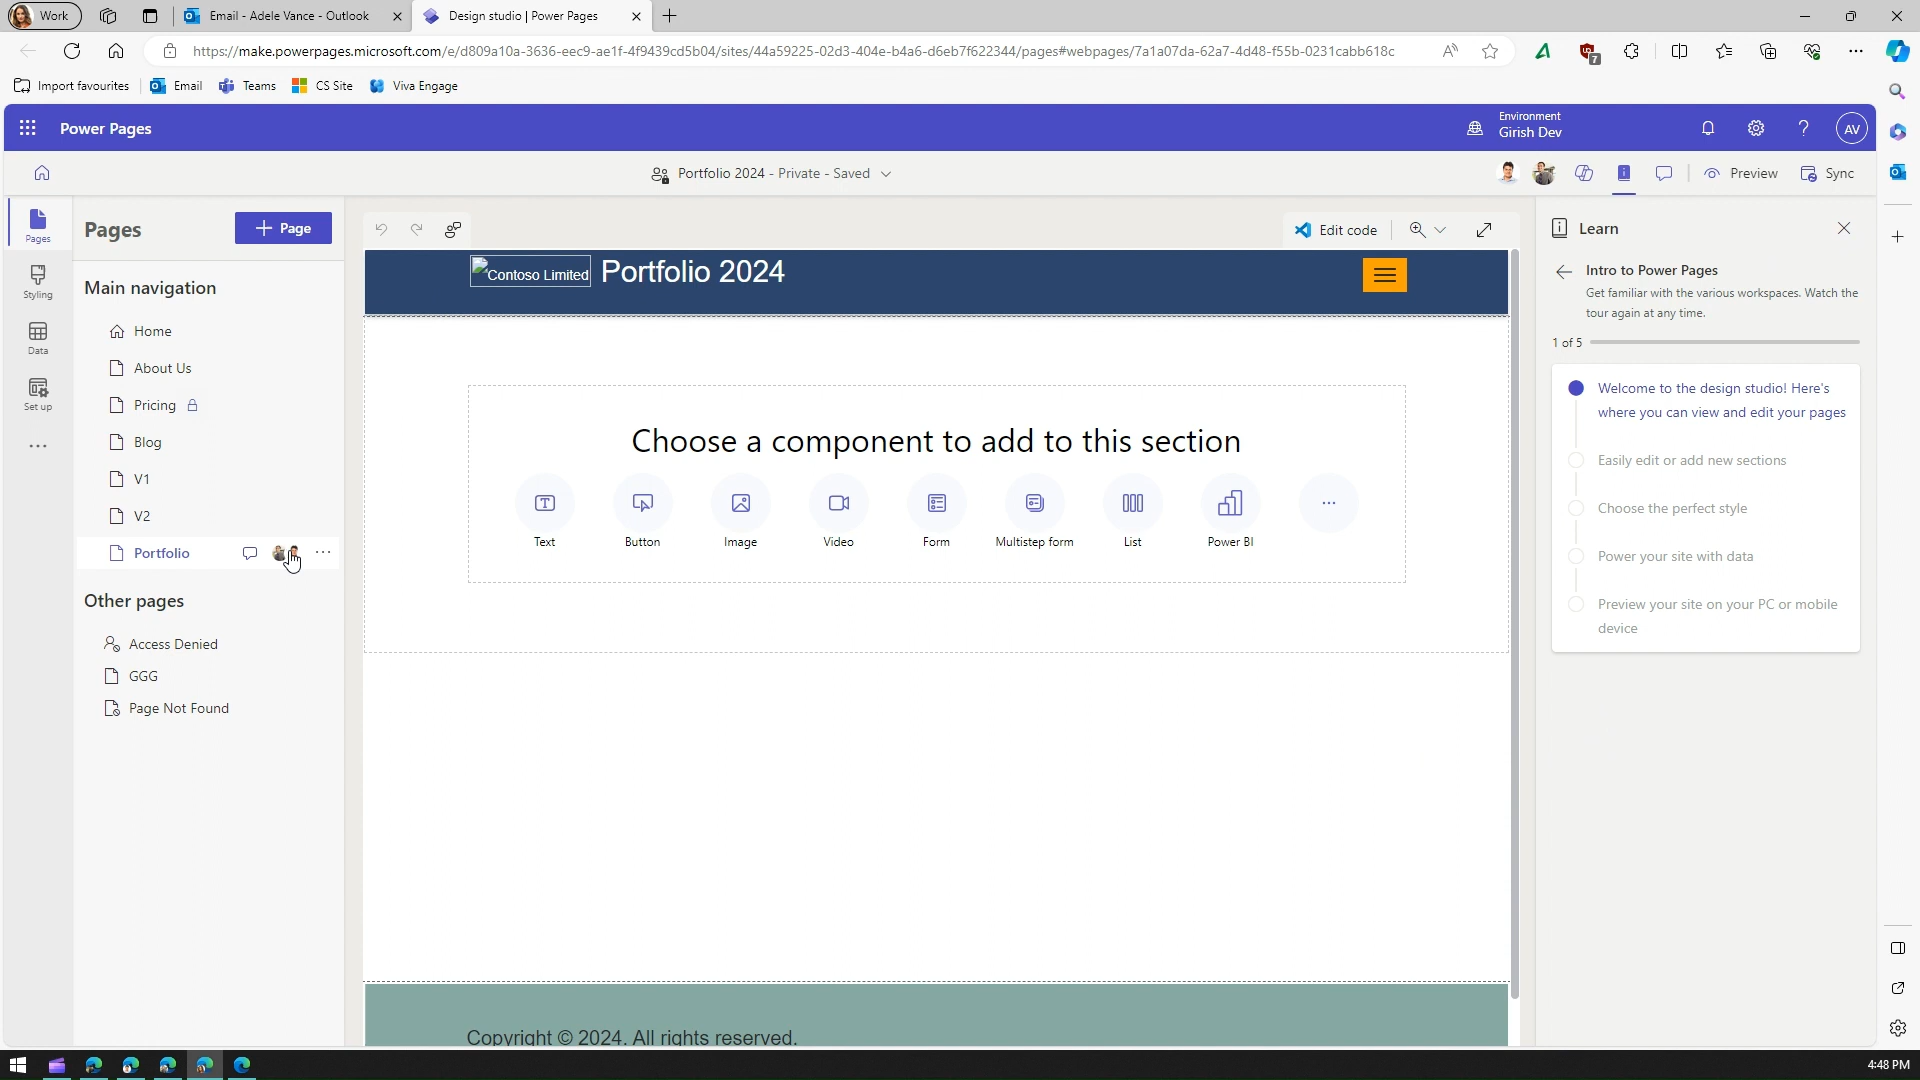 Work
Email - Adele Vance - Outlook
Design studio | Power Pages
https://make.powerpages.microsoft.com/e/d809a10a-3636-eec9-ae1f-4f9439cd5b04/sites/44a59225-02d3-404e-b4a6-d6eb7f622344/pages#webpages/7a1a07da-62a7-4d48-f55b-0231cabb618c
7
Import favourites
Email
Teams
CS Site
Viva Engage
Power Pages
Environment
Girish Dev
AV
Portfolio 2024 - Private - Saved
Preview
Sync
Pages
Styling
Data
Set up
Pages
Page
Main navigation
Home
About Us
Pricing
Blog
V1
V2
Portfolio
Other pages
Access Denied
GGG
Page Not Found
Edit code
Contoso Limited
Portfolio 2024
Choose a component to add to this section
Text
Button
Image
Video
Form
Multistep form
List
Power BI
Copyright © 2024. All rights reserved.
Learn
Intro to Power Pages
Get familiar with the various workspaces. Watch the
tour again at any time.
1 of 5
Welcome to the design studio! Here's
where you can view and edit your pages
Easily edit or add new sections
Choose the perfect style
Power your site with data
Preview your site on your PC or mobile
device
4:48 PM